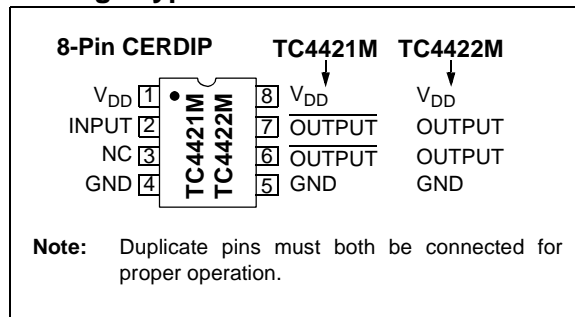 8-Pin CERDIP TC4421M TC4422M
VDD 1 8 VDD VDD
INPUT 2 7 OUTPUT OUTPUT
NC 3 6 OUTPUT OUTPUT
GND 4 5 GND GND
TC4421M
TC4422M
Note: Duplicate pins must both be connected for
proper operation.